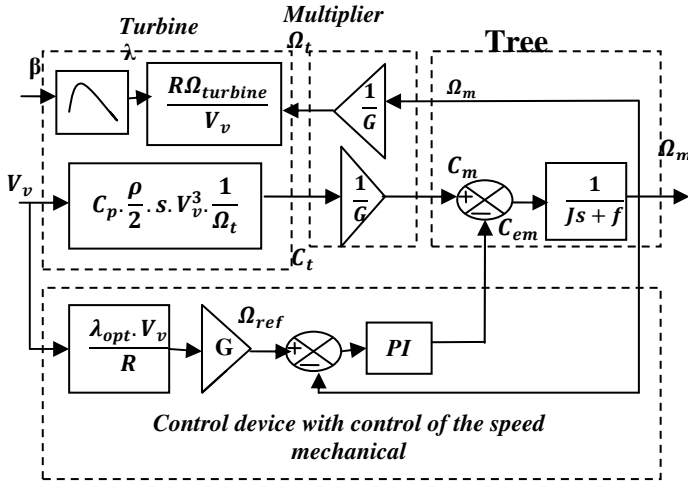 Turbine
Multiplier
Tree
β
λ
Ω_t
RΩ_turbine / V_v
1/G
Ω_m
Ω_m
V_v
C_p . ρ/2 . s. V_v^3 . 1/Ω_t
1/G
C_m
+
−
C_em
1 / Js + f
C_t
λ_opt . V_v / R
G
Ω_ref
+
−
PI
Control device with control of the speed
mechanical